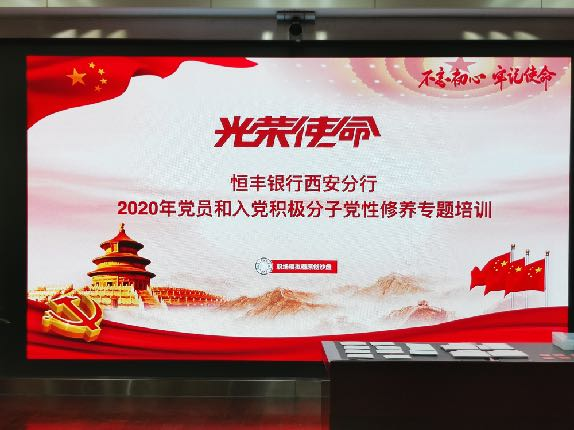 不忘初心 牢记使命
光荣使命
恒丰银行西安分行
2020年党员和入党积极分子党性修养专题培训